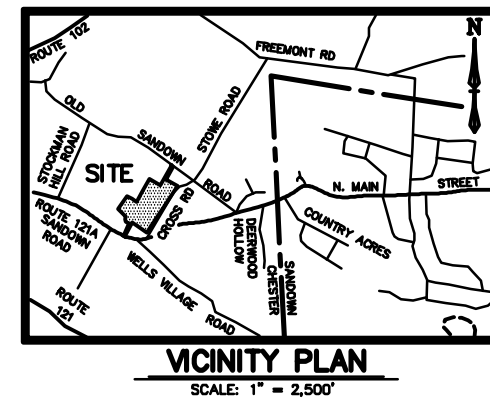 ROUTE 102
FREEMONT RD
N
OLD
SANDOWN
ROAD
STOWE ROAD
STOCKMAN
HILL ROAD
SITE
CROSS RD
N. MAIN STREET
ROUTE 121A
SANDOWN
ROAD
DEERWOOD
HOLLOW
COUNTRY ACRES
SANDOWN
CHESTER
WELLS VILLAGE ROAD
ROUTE
121
VICINITY PLAN
SCALE: 1" = 2,500'